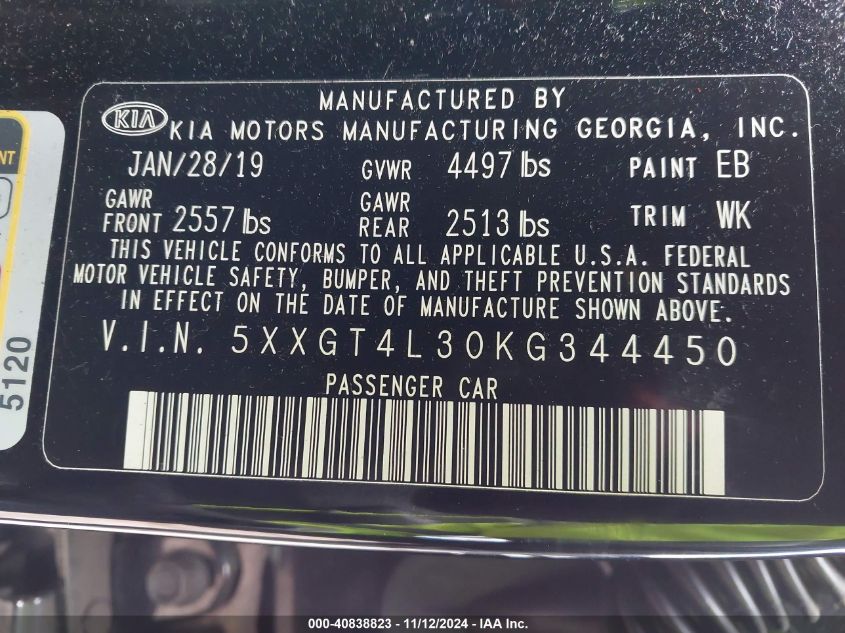 MANUFACTURED BY
KIA KIA MOTORS MANUFACTURING GEORGIA, INC.
JAN/28/19 GVWR 4497 lbs PAINT EB
GAWR FRONT 2557 lbs GAWR REAR 2513 lbs TRIM WK
THIS VEHICLE CONFORMS TO ALL APPLICABLE U.S.A. FEDERAL
MOTOR VEHICLE SAFETY, BUMPER, AND THEFT PREVENTION STANDARDS
IN EFFECT ON THE DATE OF MANUFACTURE SHOWN ABOVE.
V.I.N. 5XXGT4L30KG344450
PASSENGER CAR
5120
000-40838823 - 11/12/2024 - IAA Inc.